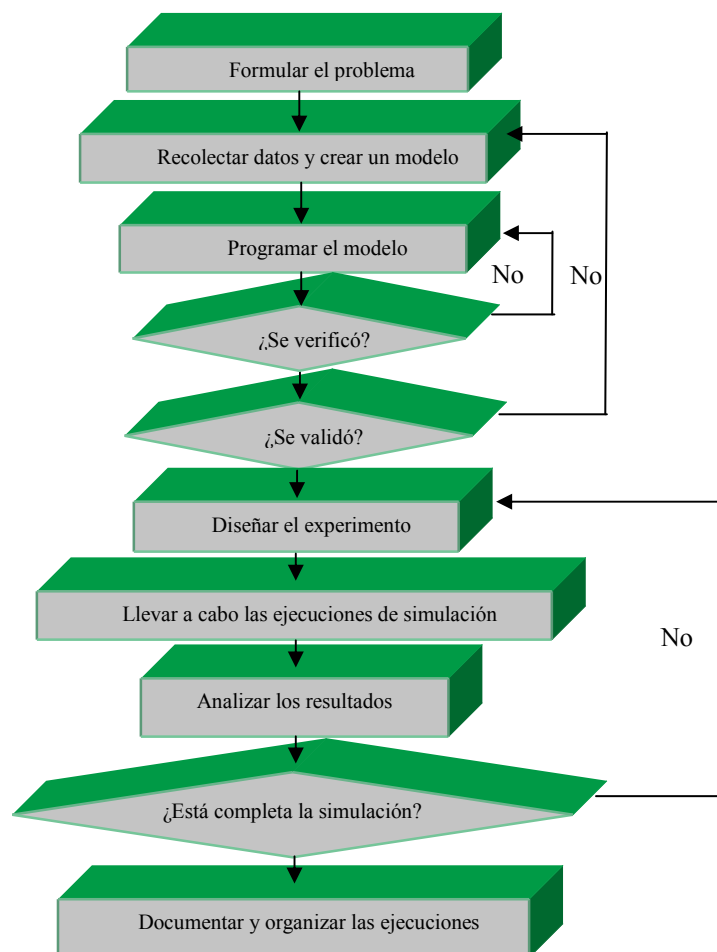 Formular el problema
Recolectar datos y crear un modelo
Programar el modelo
No
No
¿Se verificó?
¿Se validó?
Diseñar el experimento
Llevar a cabo las ejecuciones de simulación
No
Analizar los resultados
¿Está completa la simulación?
Documentar y organizar las ejecuciones